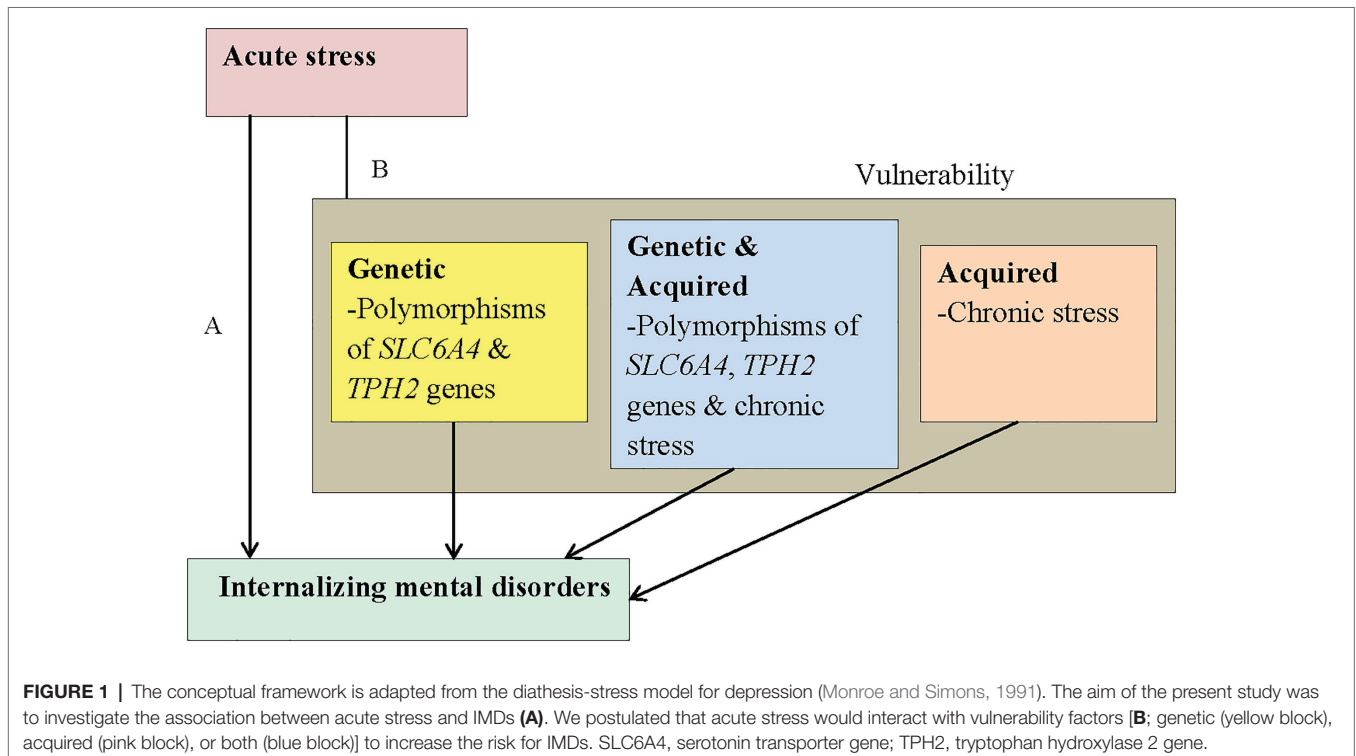 Acute stress
B
Vulnerability
A
Genetic
-Polymorphisms
of SLC6A4 &
TPH2 genes
Genetic &
Acquired
-Polymorphisms of
SLC6A4, TPH2
genes & chronic
stress
Acquired
-Chronic stress
Internalizing mental disorders
FIGURE 1 | The conceptual framework is adapted from the diathesis-stress model for depression (Monroe and Simons, 1991). The aim of the present study was
to investigate the association between acute stress and IMDs (A). We postulated that acute stress would interact with vulnerability factors [B; genetic (yellow block),
acquired (pink block), or both (blue block)] to increase the risk for IMDs. SLC6A4, serotonin transporter gene; TPH2, tryptophan hydroxylase 2 gene.